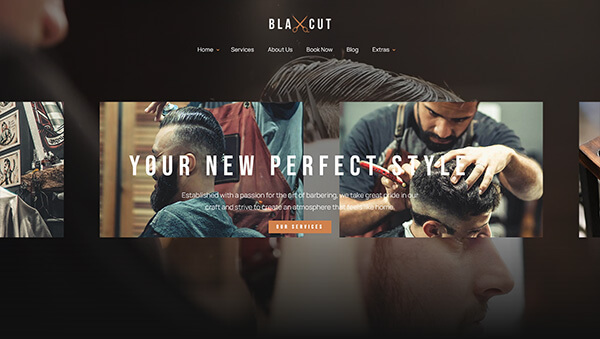 BLAXCUT
Home
Services
About Us
Book Now
Blog
Extras
YOUR NEW PERFECT STYLE
Established with a passion for the art of barbering, we take great pride in our
craft and strive to create an atmosphere that feels like home.
OUR SERVICES